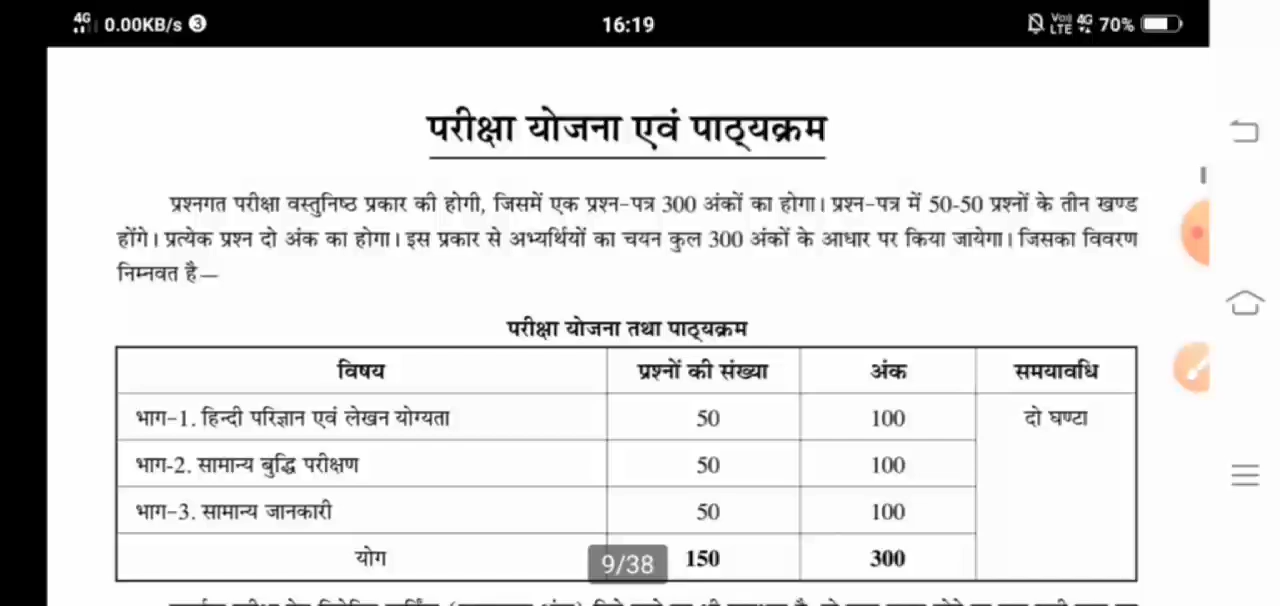 4G 0.00KB/s 3 16:19 Vo) LTE 4G 70%
परीक्षा योजना एवं पाठ्यक्रम
प्रश्नगत परीक्षा वस्तुनिष्ठ प्रकार की होगी, जिसमें एक प्रश्न-पत्र 300 अंकों का होगा। प्रश्न-पत्र में 50-50 प्रश्नों के तीन खण्ड
होंगे। प्रत्येक प्रश्न दो अंक का होगा। इस प्रकार से अभ्यर्थियों का चयन कुल 300 अंकों के आधार पर किया जायेगा। जिसका विवरण
निम्नवत है—
परीक्षा योजना तथा पाठ्यक्रम
विषय प्रश्नों की संख्या अंक समयावधि
भाग-1. हिन्दी परिज्ञान एवं लेखन योग्यता 50 100 दो घण्टा
भाग-2. सामान्य बुद्धि परीक्षण 50 100
भाग-3. सामान्य जानकारी 50 100
योग 150 300
9/38